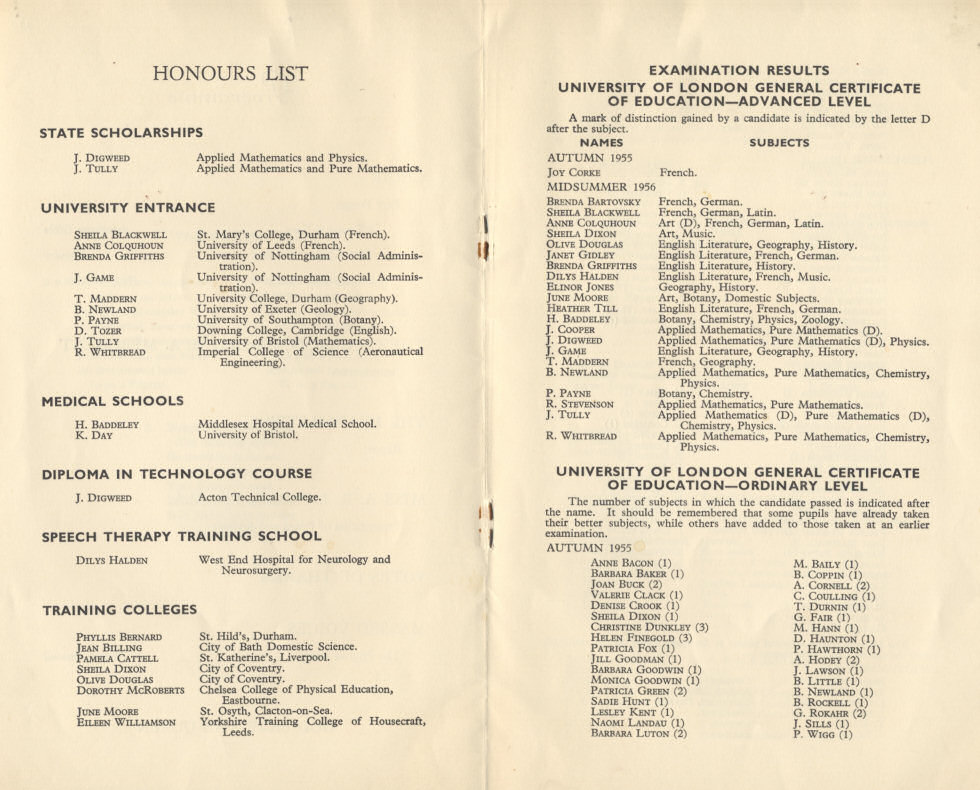 HONOURS LIST
STATE SCHOLARSHIPS
J. DIGWEED Applied Mathematics and Physics.
J. TULLY Applied Mathematics and Pure Mathematics.
UNIVERSITY ENTRANCE
SHEILA BLACKWELL St. Mary's College, Durham (French).
ANNE COLQUHOUN University of Leeds (French).
BRENDA GRIFFITHS University of Nottingham (Social Adminis-
tration).
J. GAME University of Nottingham (Social Adminis-
tration).
T. MADDERN University College, Durham (Geography).
B. NEWLAND University of Exeter (Geology).
P. PAYNE University of Southampton (Botany).
D. TOZER Downing College, Cambridge (English).
J. TULLY University of Bristol (Mathematics).
R. WHITBREAD Imperial College of Science (Aeronautical
Engineering).
MEDICAL SCHOOLS
H. BADDELEY Middlesex Hospital Medical School.
K. DAY University of Bristol.
DIPLOMA IN TECHNOLOGY COURSE
J. DIGWEED Acton Technical College.
SPEECH THERAPY TRAINING SCHOOL
DILYS HALDEN West End Hospital for Neurology and
Neurosurgery.
TRAINING COLLEGES
PHYLLIS BERNARD St. Hild's, Durham.
JEAN BILLING City of Bath Domestic Science.
PAMELA CATTELL St. Katherine's, Liverpool.
SHEILA DIXON City of Coventry.
OLIVE DOUGLAS City of Coventry.
DOROTHY MCROBERTS Chelsea College of Physical Education,
Eastbourne.
JUNE MOORE St. Osyth, Clacton-on-Sea.
EILEEN WILLIAMSON Yorkshire Training College of Housecraft,
Leeds.
EXAMINATION RESULTS
UNIVERSITY OF LONDON GENERAL CERTIFICATE
OF EDUCATION—ADVANCED LEVEL
A mark of distinction gained by a candidate is indicated by the letter D
after the subject.
NAMES SUBJECTS
AUTUMN 1955
JOY CORKE French.
MIDSUMMER 1956
BRENDA BARTOVSKY French, German.
SHEILA BLACKWELL French, German, Latin.
ANNE COLQUHOUN Art (D), French, German, Latin.
SHEILA DIXON Art, Music.
OLIVE DOUGLAS English Literature, Geography, History.
JANET GIDLEY English Literature, French, German.
BRENDA GRIFFITHS English Literature, History.
DILYS HALDEN English Literature, French, Music.
ELINOR JONES Geography, History.
JUNE MOORE Art, Botany, Domestic Subjects.
HEATHER TILL English Literature, French, German.
H. BADDELEY Botany, Chemistry, Physics, Zoology.
J. COOPER Applied Mathematics, Pure Mathematics (D).
J. DIGWEED Applied Mathematics, Pure Mathematics (D), Physics.
J. GAME English Literature, Geography, History.
T. MADDERN French, Geography.
B. NEWLAND Applied Mathematics, Pure Mathematics, Chemistry,
Physics.
P. PAYNE Botany, Chemistry.
R. STEVENSON Applied Mathematics, Pure Mathematics.
J. TULLY Applied Mathematics (D), Pure Mathematics (D),
Chemistry, Physics.
R. WHITBREAD Applied Mathematics, Pure Mathematics, Chemistry,
Physics.
UNIVERSITY OF LONDON GENERAL CERTIFICATE
OF EDUCATION—ORDINARY LEVEL
The number of subjects in which the candidate passed is indicated after
the name. It should be remembered that some pupils have already taken
their better subjects, while others have added to those taken at an earlier
examination.
AUTUMN 1955
ANNE BACON (1)
BARBARA BAKER (1)
JOAN BUCK (2)
VALERIE CLACK (1)
DENISE CROOK (1)
SHEILA DIXON (1)
CHRISTINE DUNKLEY (3)
HELEN FINEGOLD (3)
PATRICIA FOX (1)
JILL GOODMAN (1)
BARBARA GOODWIN (1)
MONICA GOODWIN (1)
PATRICIA GREEN (2)
SADIE HUNT (1)
LESLEY KENT (1)
NAOMI LANDAU (1)
BARBARA LUTON (2)
M. BAILY (1)
B. COPPIN (1)
A. CORNELL (2)
C. COULLING (1)
T. DURNIN (1)
G. FAIR (1)
M. HANN (1)
D. HAUNTON (1)
P. HAWTHORN (1)
A. HODEY (2)
J. LAWSON (1)
B. LITTLE (1)
B. NEWLAND (1)
B. ROCKELL (1)
G. ROKAHR (2)
J. SILLS (1)
P. WIGG (1)